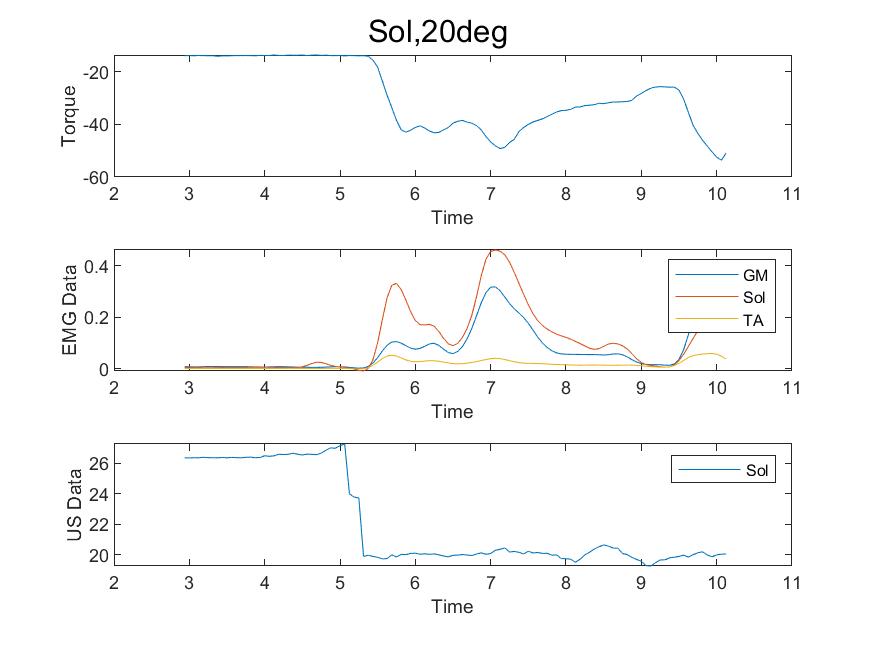 Sol,20deg
-20
-40
-60
Torque
2 3 4 5 6 7 8 9 10 11
Time
0.4
0.2
0
EMG Data
GM
Sol
TA
2 3 4 5 6 7 8 9 10 11
Time
26
24
22
20
US Data
Sol
2 3 4 5 6 7 8 9 10 11
Time